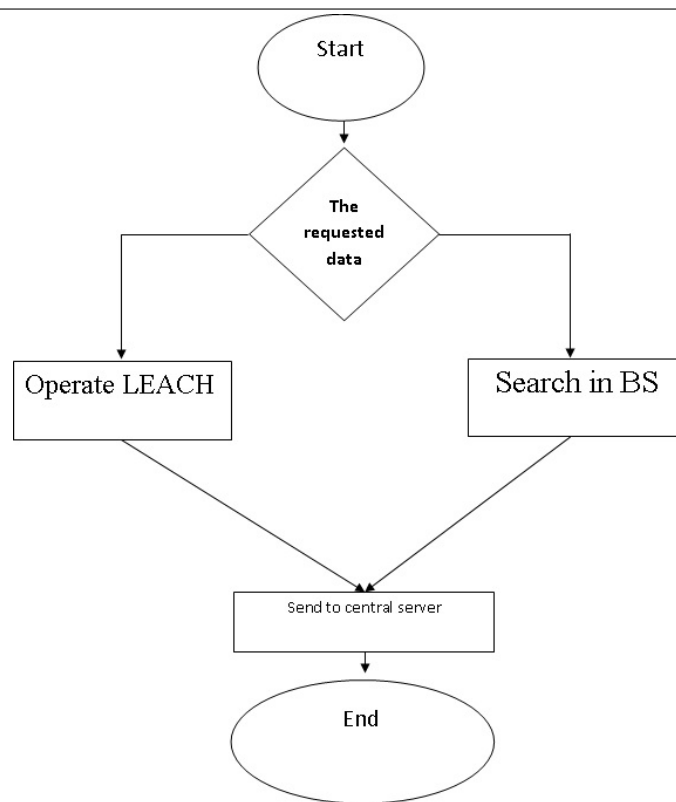 Start
The
requested
data
Operate LEACH
Search in BS
Send to central server
End